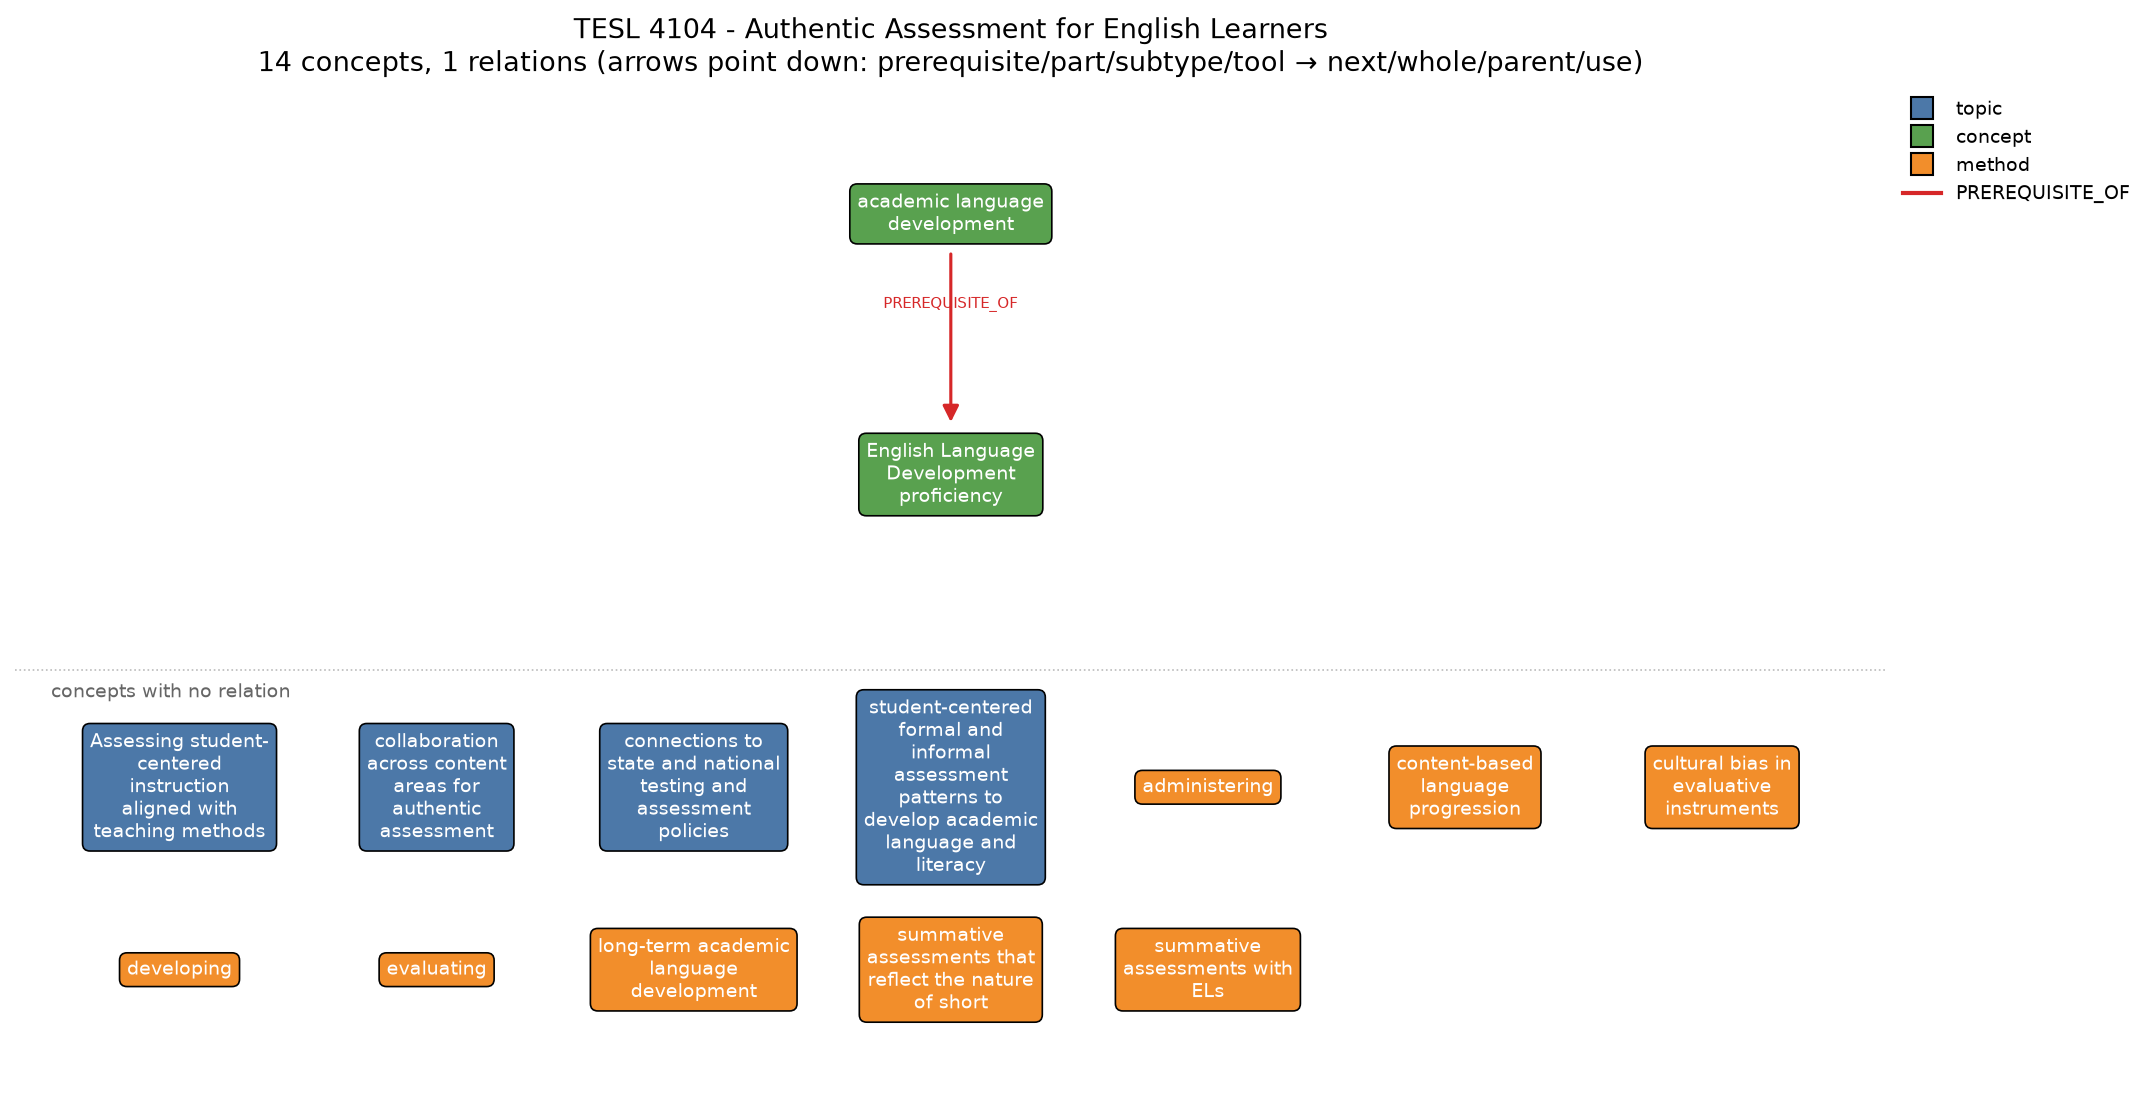 TESL 4104 - Authentic Assessment for English Learners
14 concepts, 1 relations (arrows point down: prerequisite/part/subtype/tool → next/whole/parent/use)
topic
concept
method
PREREQUISITE_OF
academic language
development
PREREQUISITE_OF
English Language
Development
proficiency
concepts with no relation
Assessing student-
centered
instruction
aligned with
teaching methods
collaboration
across content
areas for
authentic
assessment
connections to
state and national
testing and
assessment
policies
student-centered
formal and
informal
assessment
patterns to
develop academic
language and
literacy
administering
content-based
language
progression
cultural bias in
evaluative
instruments
developing
evaluating
long-term academic
language
development
summative
assessments that
reflect the nature
of short
summative
assessments with
ELs